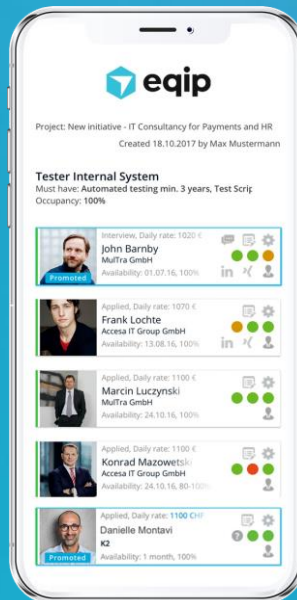 eqip
Project: New initiative - IT Consultancy for Payments and HR
Created 18.10.2017 by Max Mustermann
Tester Internal System
Must have: Automated testing min. 3 years, Test Scrip
Occupancy: 100%
Interview, Daily rate: 1020 €
John Barnby
MulTra GmbH
Availability: 01.07.16, 100%
Promoted
in
Applied, Daily rate: 1070 €
Frank Lochte
Accesa IT Group GmbH
Availability: 13.08.16, 100%
in
Applied, Daily rate: 1100 €
Marcin Luczynski
MulTra GmbH
Availability: 24.10.16, 100%
Applied, Daily rate: 1100 €
Konrad Mazowetski
Accesa IT Group GmbH
Availability: 24.10.16, 80-100%
Applied, Daily rate: 1100 CHF
Danielle Montavi
K2
Availability: 1 month, 100%
Promoted
?